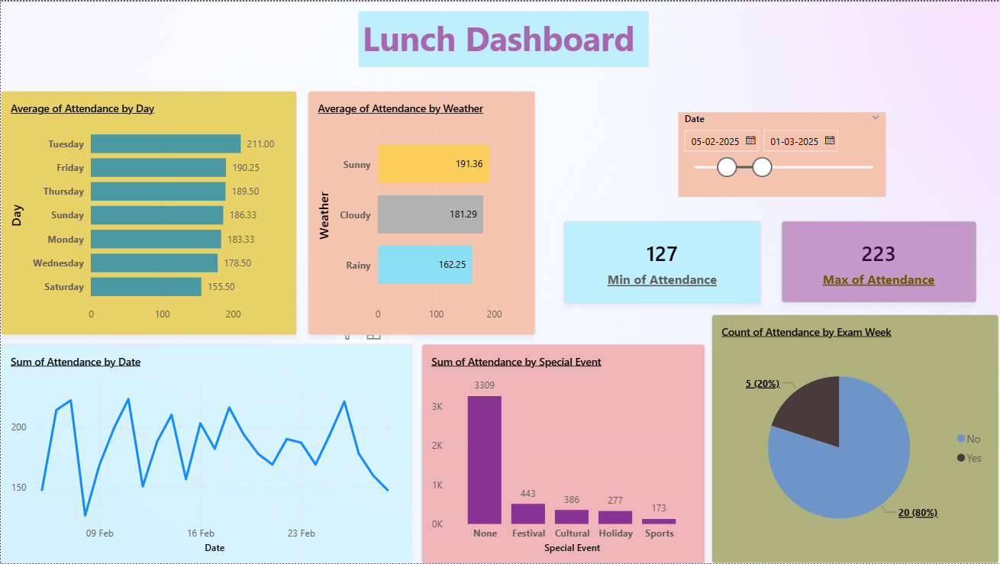 Lunch Dashboard
Average of Attendance by Day
Day
Tuesday 211.00
Friday 190.25
Thursday 189.50
Sunday 186.33
Monday 183.33
Wednesday 178.50
Saturday 155.50
0 100 200
Average of Attendance by Weather
Weather
Sunny 191.36
Cloudy 181.29
Rainy 162.25
0 100 200
Date
05-02-2025 01-03-2025
127
Min of Attendance
223
Max of Attendance
Sum of Attendance by Date
200
150
09 Feb 16 Feb 23 Feb
Date
Sum of Attendance by Special Event
3K
2K
1K
0K
3309 443 386 277 173
None Festival Cultural Holiday Sports
Special Event
Count of Attendance by Exam Week
5 (20%)
20 (80%)
No
Yes